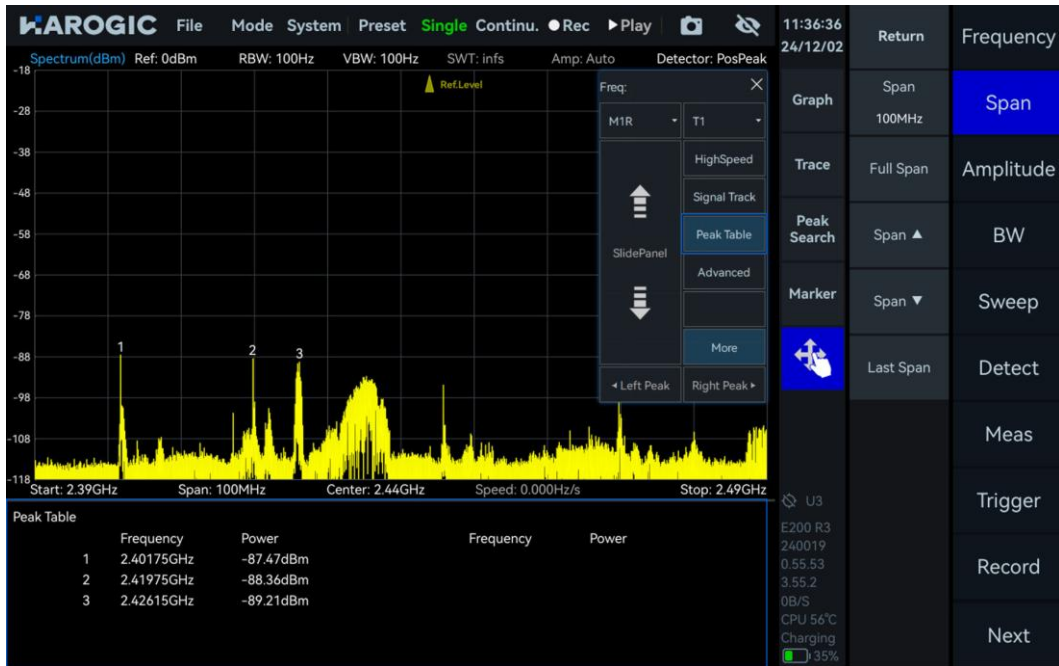 HAROGIC File Mode System Preset Single Continu. Rec Play
Spectrum(dBm) Ref: 0dBm RBW: 100Hz VBW: 100Hz SWT: infs Amp: Auto Detector: PosPeak
Ref.Level
-18
-28
-38
-48
-58
-68
-78
-88
-98
-108
-118
1
2
3
Start: 2.39GHz Span: 100MHz Center: 2.44GHz Speed: 0.000Hz/s Stop: 2.49GHz
Freq:
M1R T1
HighSpeed
Signal Track
Peak Table
SlidePanel
Advanced
More
Left Peak Right Peak
Peak Table
Frequency Power Frequency Power
1 2.40175GHz -87.47dBm
2 2.41975GHz -88.36dBm
3 2.42615GHz -89.21dBm
11:36:36
24/12/02
Graph
Trace
Peak
Search
Marker
U3
E200 R3
240019
0.55.53
3.55.2
0B/S
CPU 56°C
Charging
35%
Return
Span
100MHz
Full Span
Span ▲
Span ▼
Last Span
Frequency
Span
Amplitude
BW
Sweep
Detect
Meas
Trigger
Record
Next